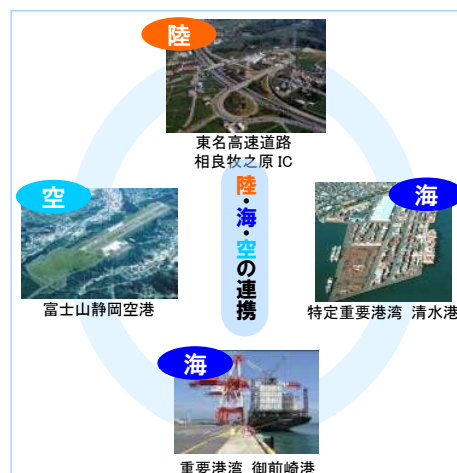 陸
東名高速道路
相良牧之原 IC
空
富士山静岡空港
陸・海・空の連携
海
特定重要港湾 清水港
海
重要港湾 御前崎港